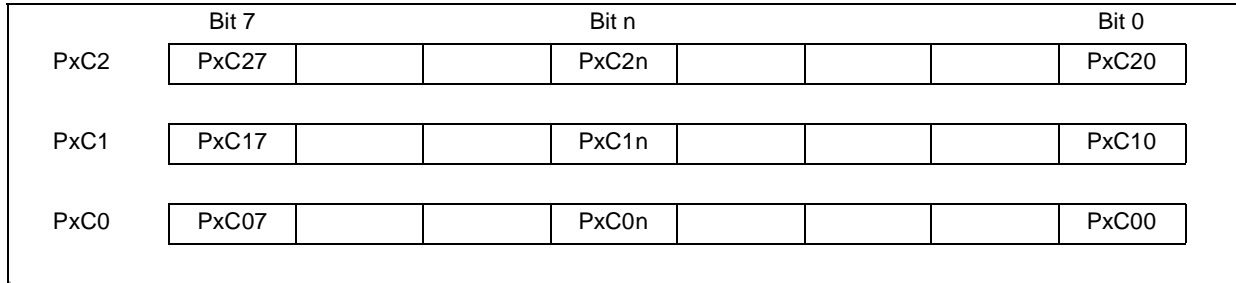 Bit 7 Bit n Bit 0
PxC2 PxC27 PxC2n PxC20
PxC1 PxC17 PxC1n PxC10
PxC0 PxC07 PxC0n PxC00